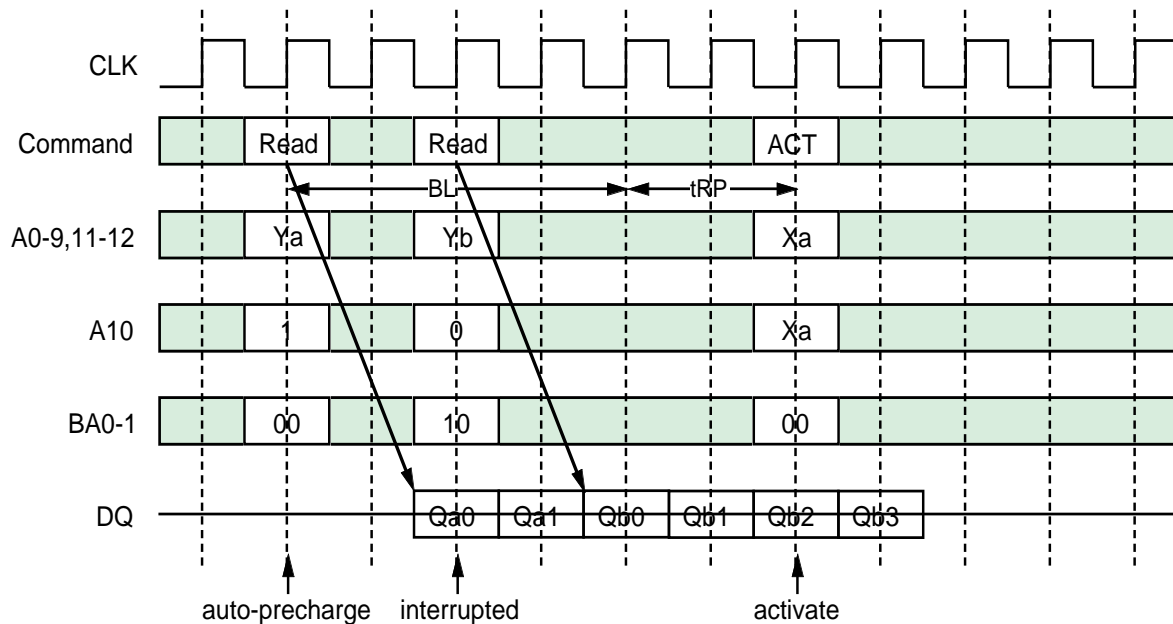 CLK
Command Read Read ACT
BL tRP
A0-9,11-12 Ya Yb Xa
A10 1 0 Xa
BA0-1 00 10 00
DQ Qa0 Qa1 Qb0 Qb1 Qb2 Qb3
auto-precharge interrupted activate